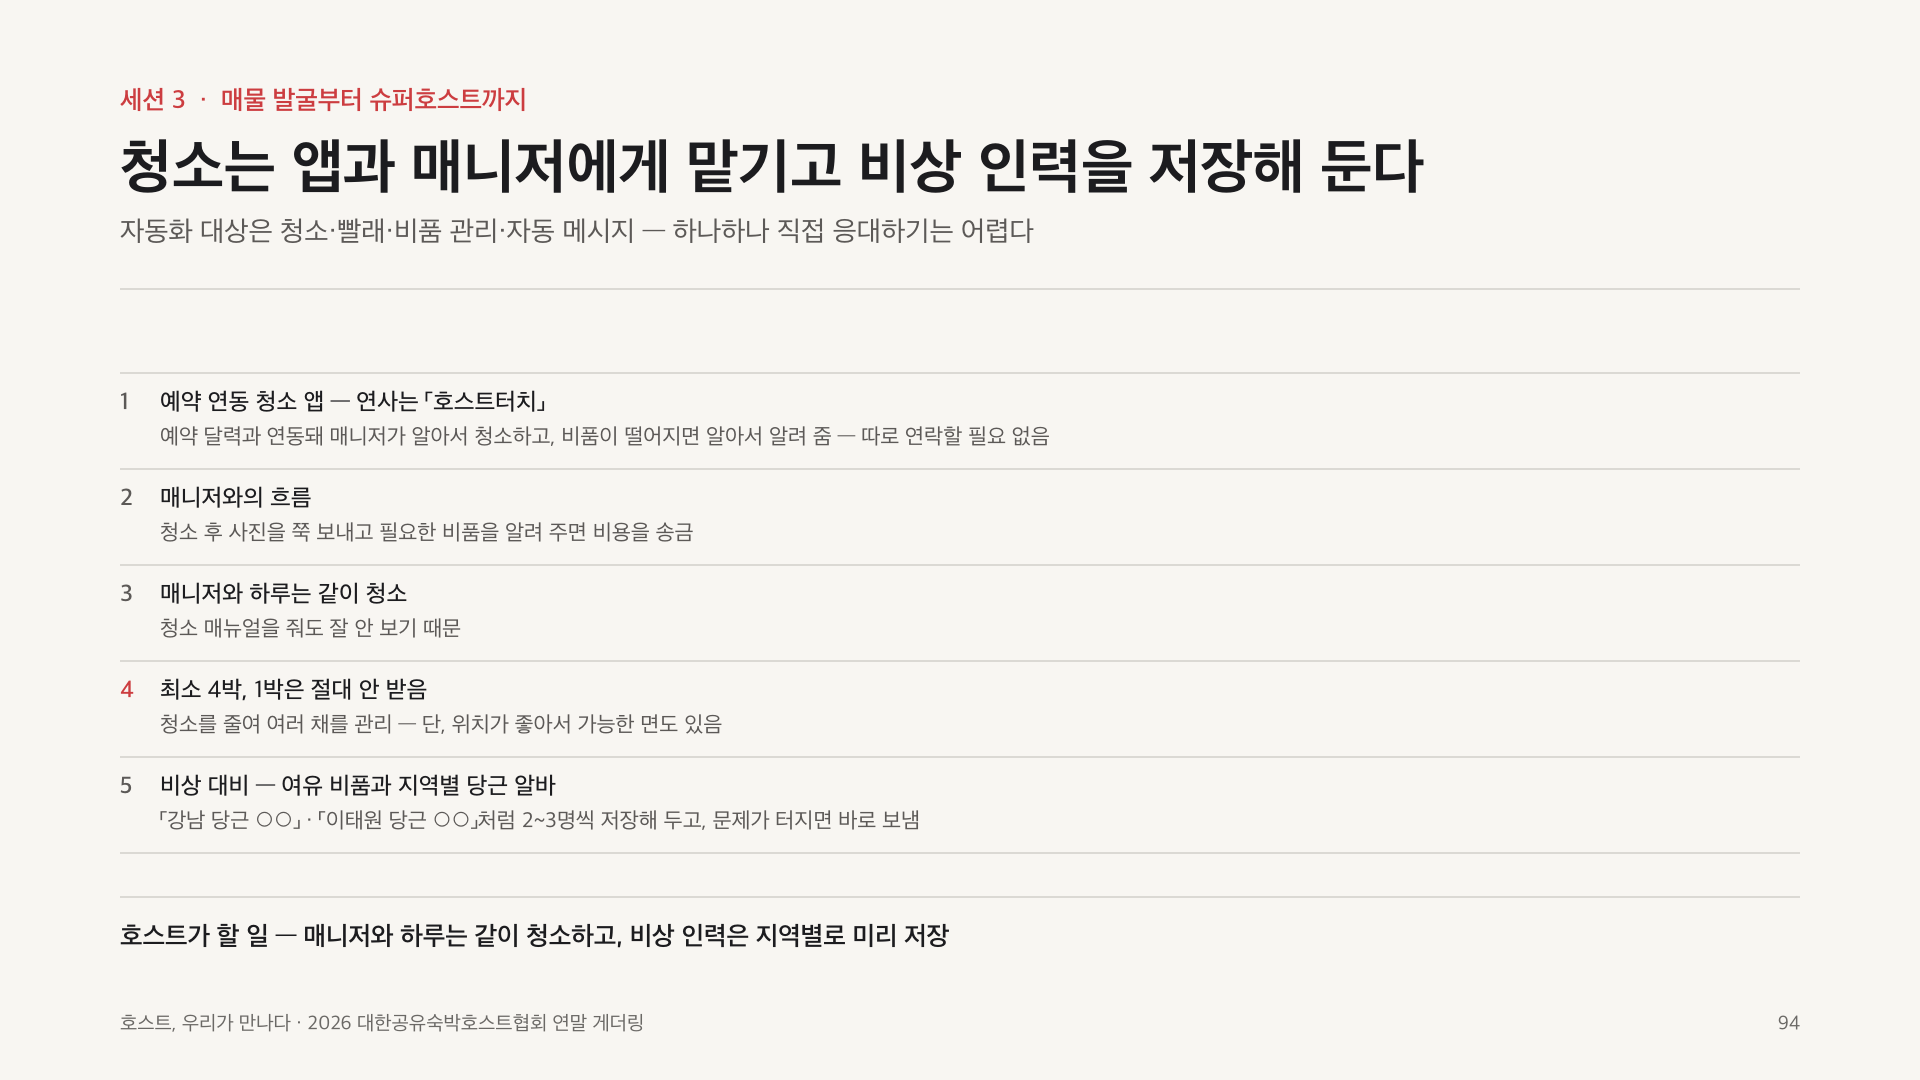 세션 3 · 매물 발굴부터 슈퍼호스트까지
청소는 앱과 매니저에게 맡기고 비상 인력을 저장해 둔다
자동화 대상은 청소·빨래·비품 관리·자동 메시지 — 하나하나 직접 응대하기는 어렵다
1 예약 연동 청소 앱 — 연사는 「호스트터치」
예약 달력과 연동돼 매니저가 알아서 청소하고, 비품이 떨어지면 알아서 알려 줌 — 따로 연락할 필요 없음
2 매니저와의 흐름
청소 후 사진을 쭉 보내고 필요한 비품을 알려 주면 비용을 송금
3 매니저와 하루는 같이 청소
청소 매뉴얼을 줘도 잘 안 보기 때문
4 최소 4박, 1박은 절대 안 받음
청소를 줄여 여러 채를 관리 — 단, 위치가 좋아서 가능한 면도 있음
5 비상 대비 — 여유 비품과 지역별 당근 알바
「강남 당근 ○○」·「이태원 당근 ○○」처럼 2~3명씩 저장해 두고, 문제가 터지면 바로 보냄
호스트가 할 일 — 매니저와 하루는 같이 청소하고, 비상 인력은 지역별로 미리 저장
호스트, 우리가 만나다 · 2026 대한공유숙박호스트협회 연말 게더링
94